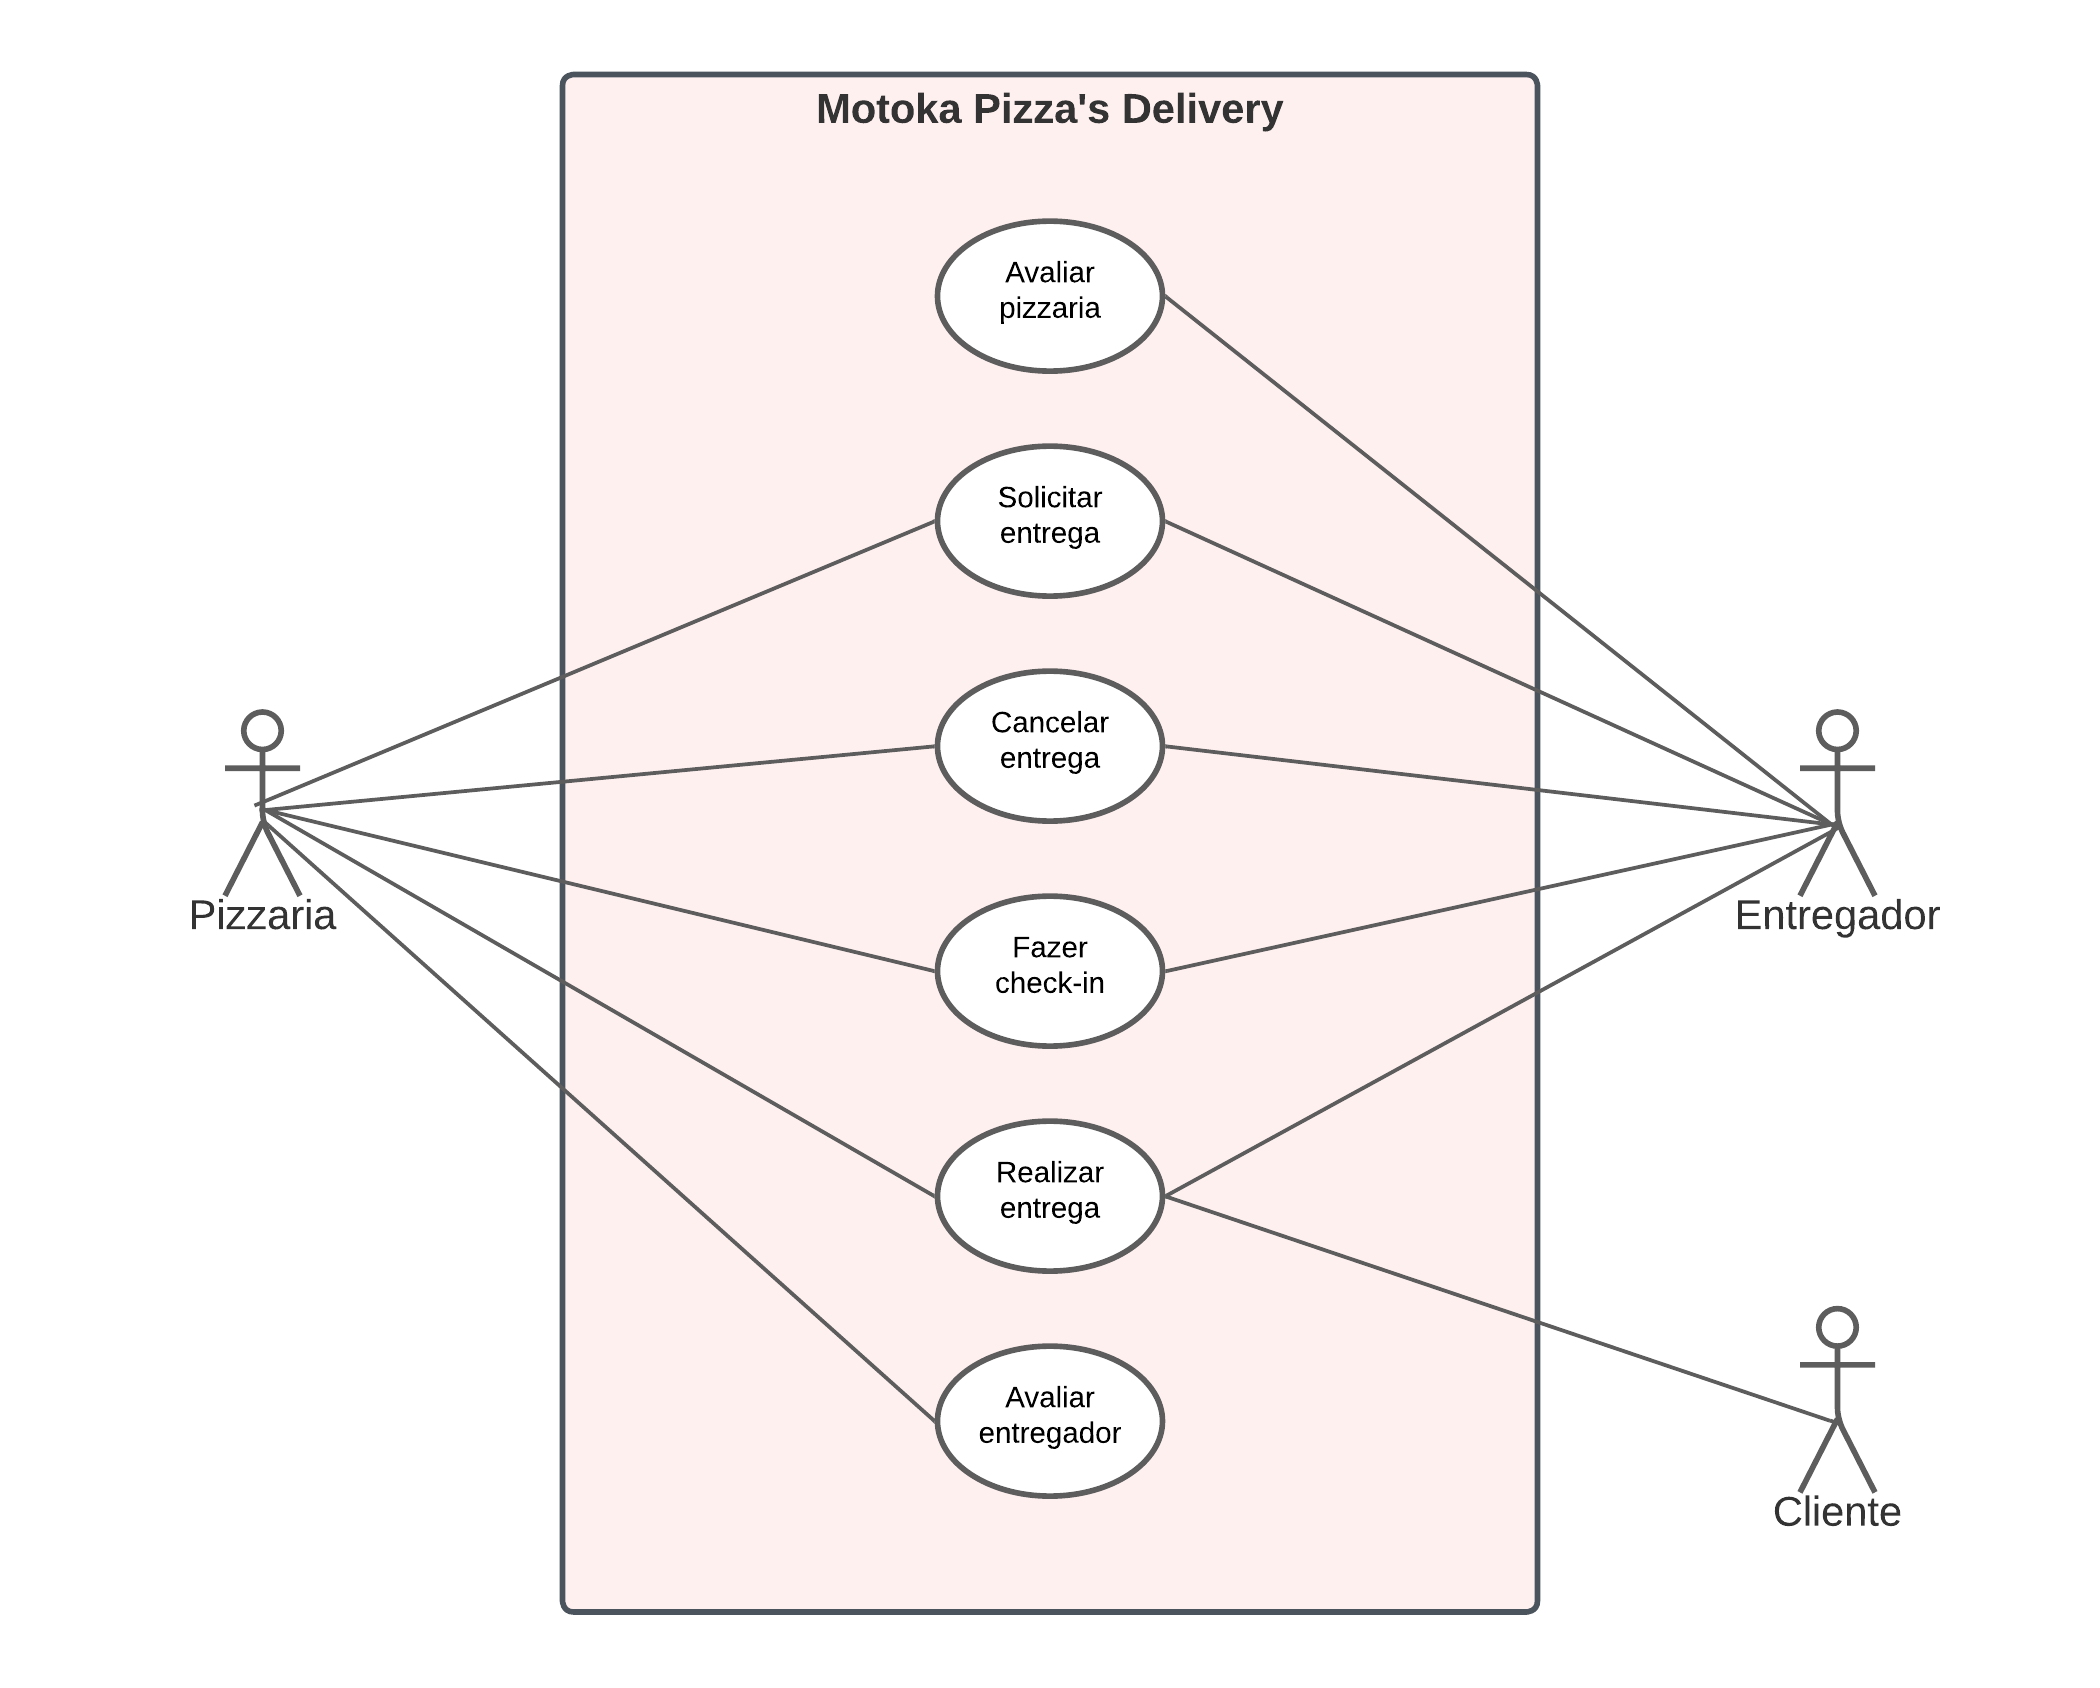 Motoka Pizza's Delivery
Avaliar
pizzaria
Solicitar
entrega
Cancelar
entrega
Pizzaria
Entregador
Fazer
check-in
Realizar
entrega
Avaliar
entregador
Cliente